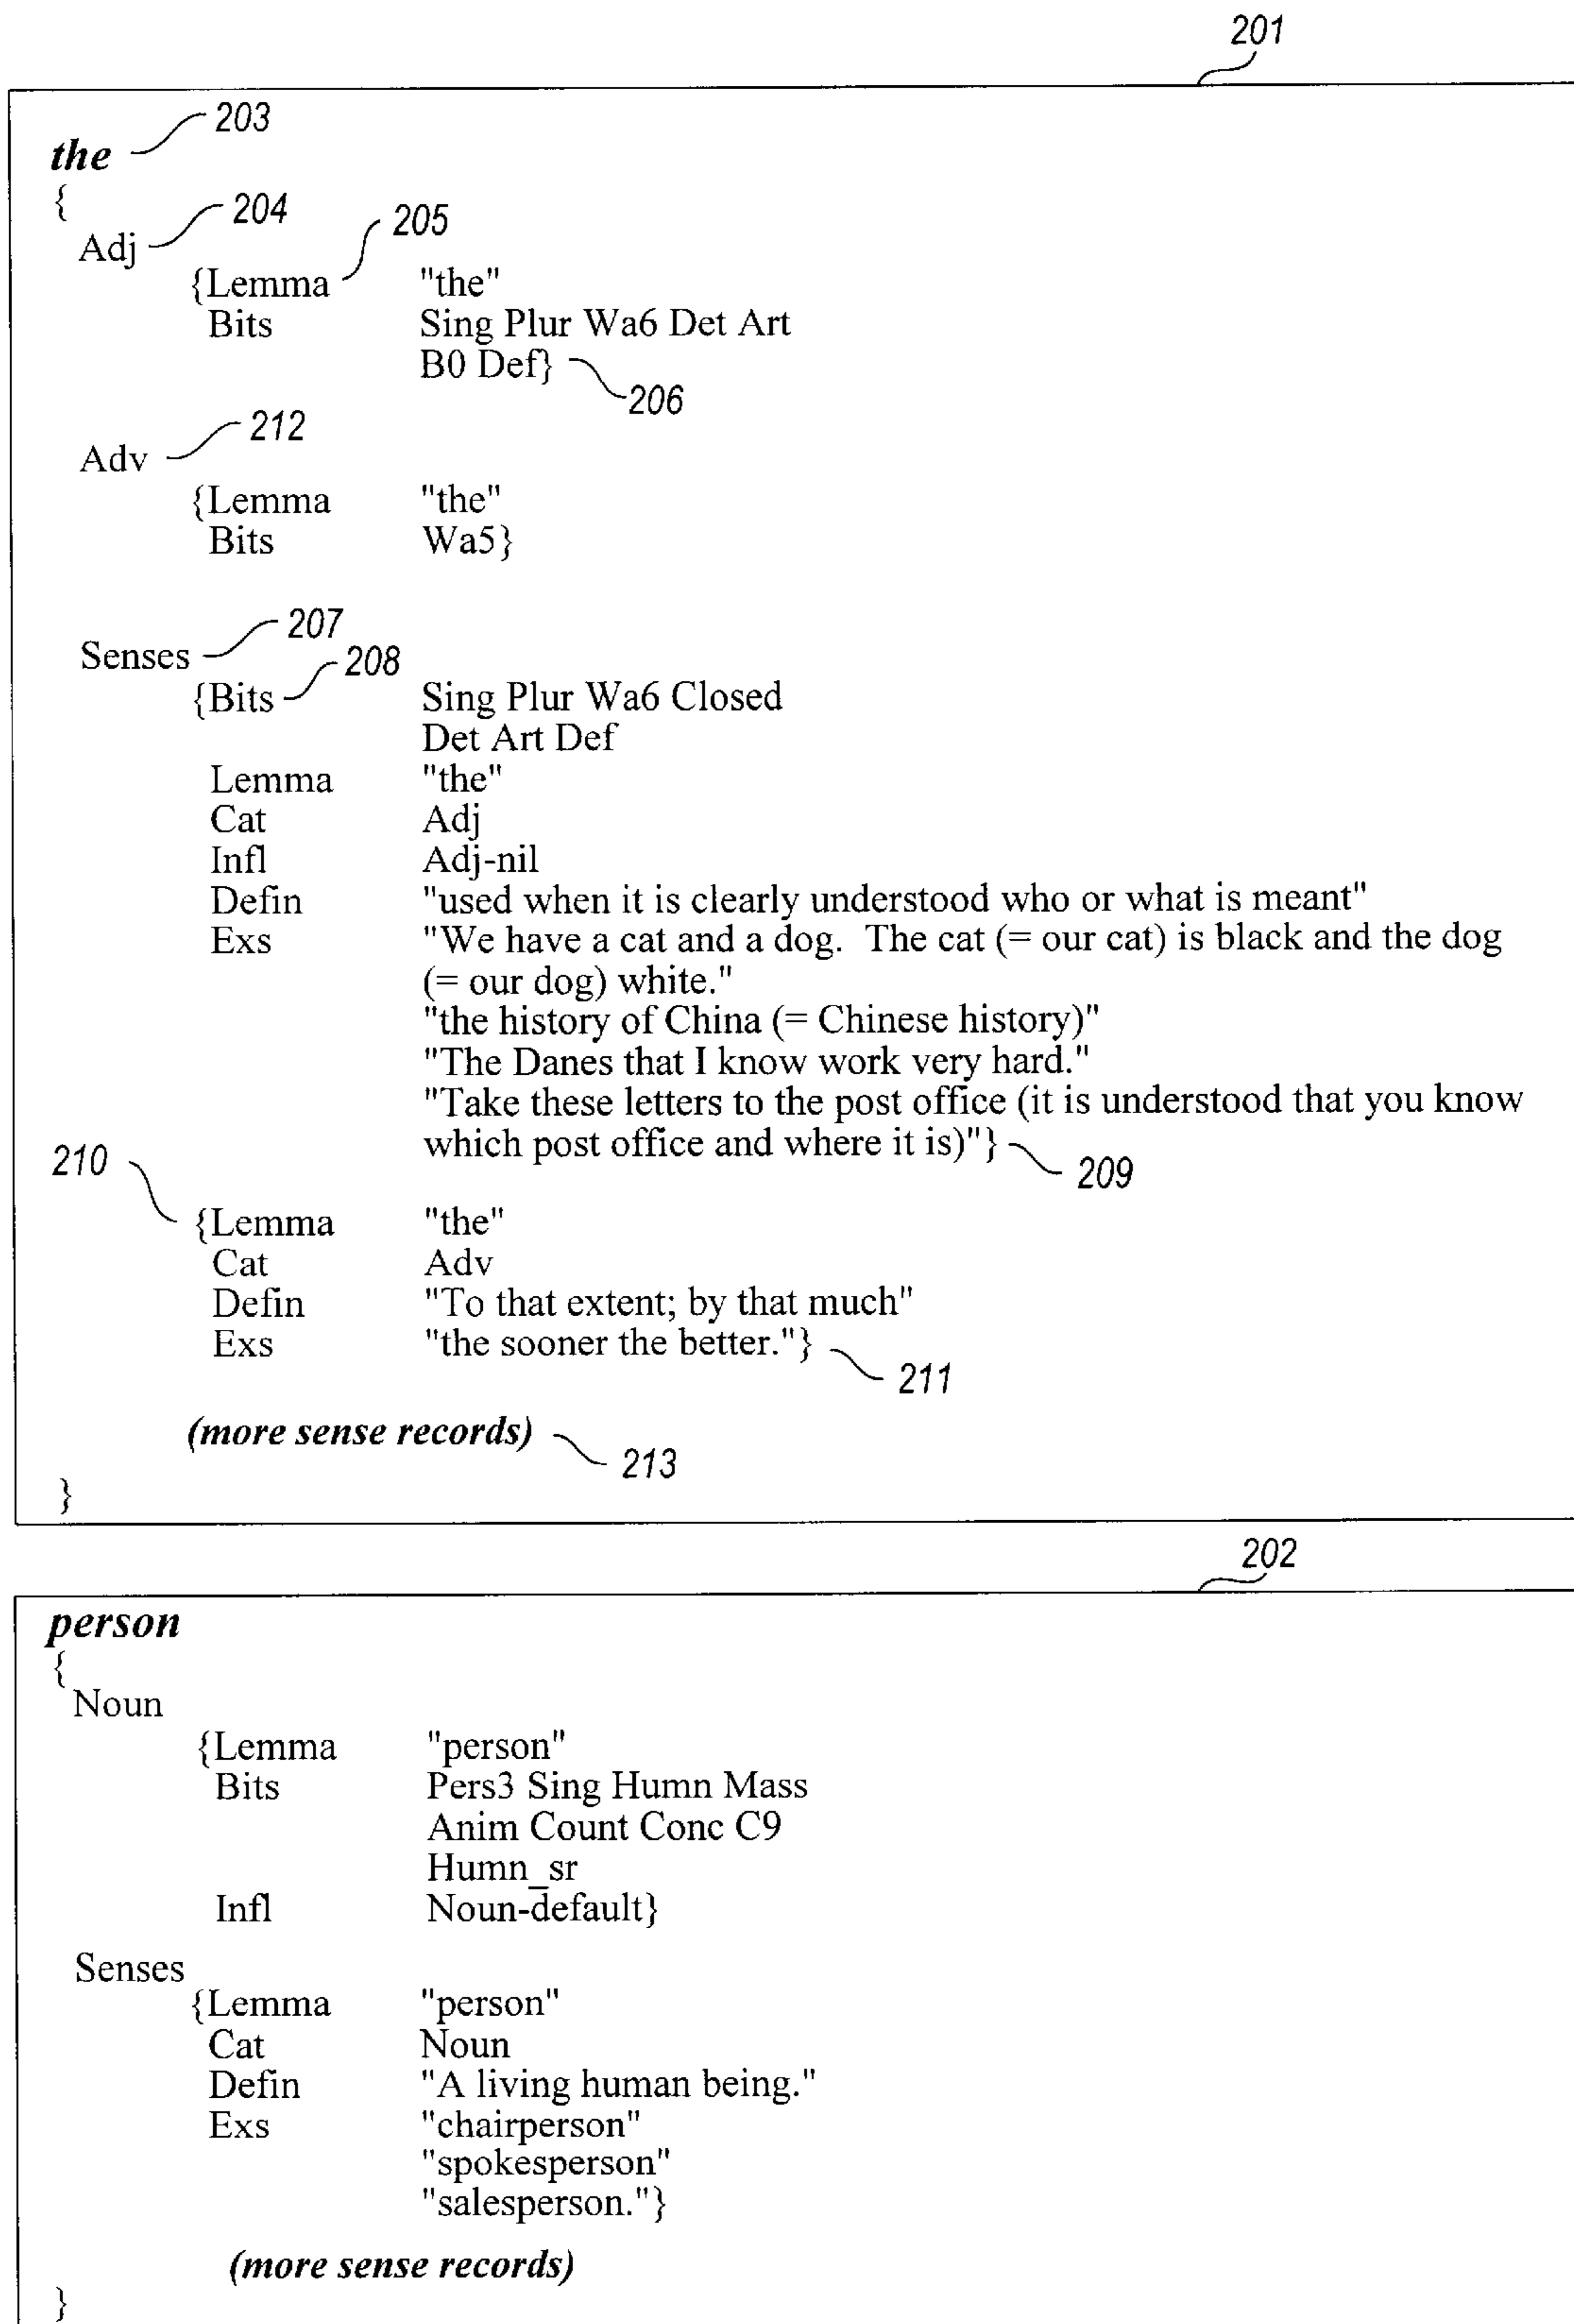 201
203
the
{
204
Adj
205
{Lemma "the"
Bits Sing Plur Wa6 Det Art
B0 Def}
206
212
Adv
{Lemma "the"
Bits Wa5}
207
Senses
208
{Bits Sing Plur Wa6 Closed
Det Art Def
Lemma "the"
Cat Adj
Infl Adj-nil
Defin "used when it is clearly understood who or what is meant"
Exs "We have a cat and a dog. The cat (= our cat) is black and the dog
(= our dog) white."
"the history of China (= Chinese history)"
"The Danes that I know work very hard."
"Take these letters to the post office (it is understood that you know
which post office and where it is)"}
210
209
{Lemma "the"
Cat Adv
Defin "To that extent; by that much"
Exs "the sooner the better."}
211
(more sense records)
213
}
202
person
{
Noun
{Lemma "person"
Bits Pers3 Sing Humn Mass
Anim Count Conc C9
Humn_sr
Infl Noun-default}
Senses
{Lemma "person"
Cat Noun
Defin "A living human being."
Exs "chairperson"
"spokesperson"
"salesperson."}
(more sense records)
}